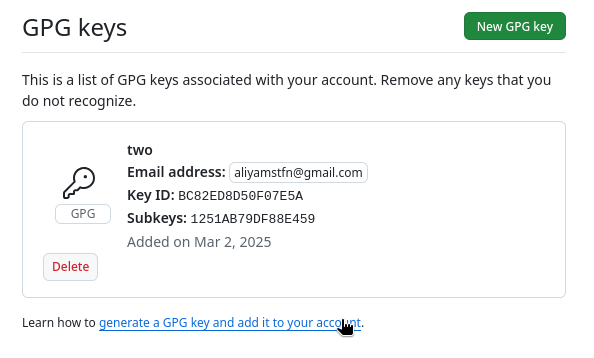 GPG keys
New GPG key
This is a list of GPG keys associated with your account. Remove any keys that you
do not recognize.
two
Email address: aliyamstfn@gmail.com
Key ID: BC82ED8D50F07E5A
Subkeys: 1251AB79DF88E459
Added on Mar 2, 2025
GPG
Delete
Learn how to generate a GPG key and add it to your account.